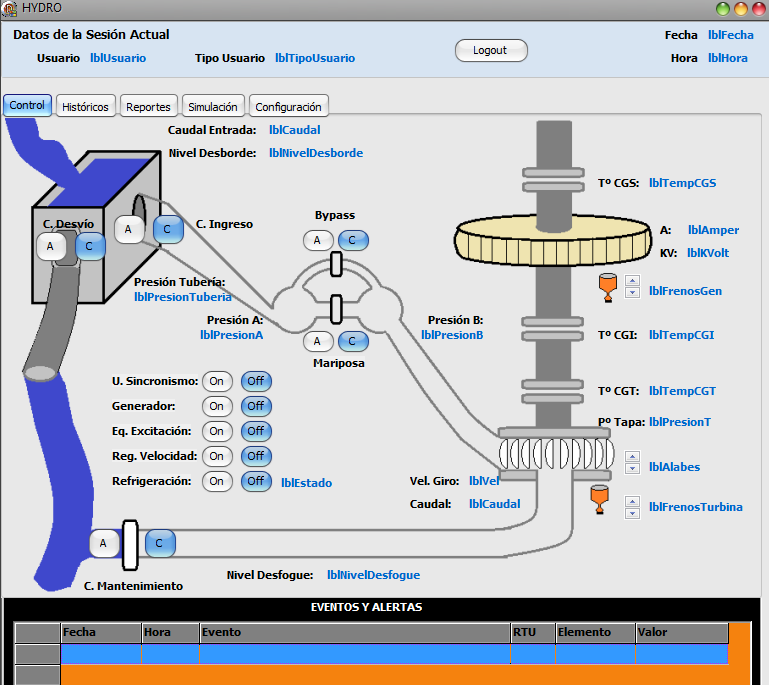 HYDRO
Datos de la Sesión Actual
Fecha lblFecha
Usuario lblUsuario Tipo Usuario lblTipoUsuario Logout
Hora lblHora
Control Históricos Reportes Simulación Configuración
Caudal Entrada: lblCaudal
Nivel Desborde: lblNivelDesborde
Tº CGS: lblTempCGS
C. Desvío
A C
A C
C. Ingreso
Bypass
A C
A: lblAmper
KV: lblKVolt
Presión Tubería:
lblPresionTuberia
lblFrenosGen
Presión A:
lblPresionA
Presión B:
lblPresionB
Tº CGI: lblTempCGI
A C
Mariposa
U. Sincronismo: On Off
Generador: On Off
Eq. Excitación: On Off
Reg. Velocidad: On Off
Refrigeración: On Off lblEstado
Tº CGT: lblTempCGT
Pº Tapa: lblPresionT
lblAlabes
Vel. Giro: lblVel
Caudal: lblCaudal
lblFrenosTurbina
A C
C. Mantenimiento
Nivel Desfogue: lblNivelDesfogue
EVENTOS Y ALERTAS
Fecha Hora Evento RTU Elemento Valor